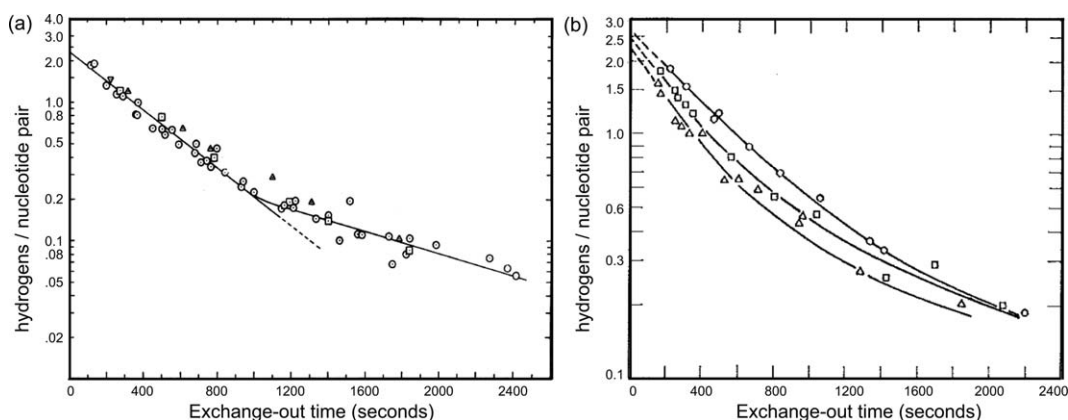 (a)
hydrogens / nucleotide pair
4.0
2.0
1.0
0.8
0.5
0.2
0.1
0.08
0.05
.02
0 400 800 1200 1600 2000 2400
Exchange-out time (seconds)
(b)
hydrogens / nucleotide pair
3.0
2.5
2.0
1.5
1.0
0.6
0.3
0.1
0 400 800 1200 1600 2000 2400
Exchange-out time (seconds)